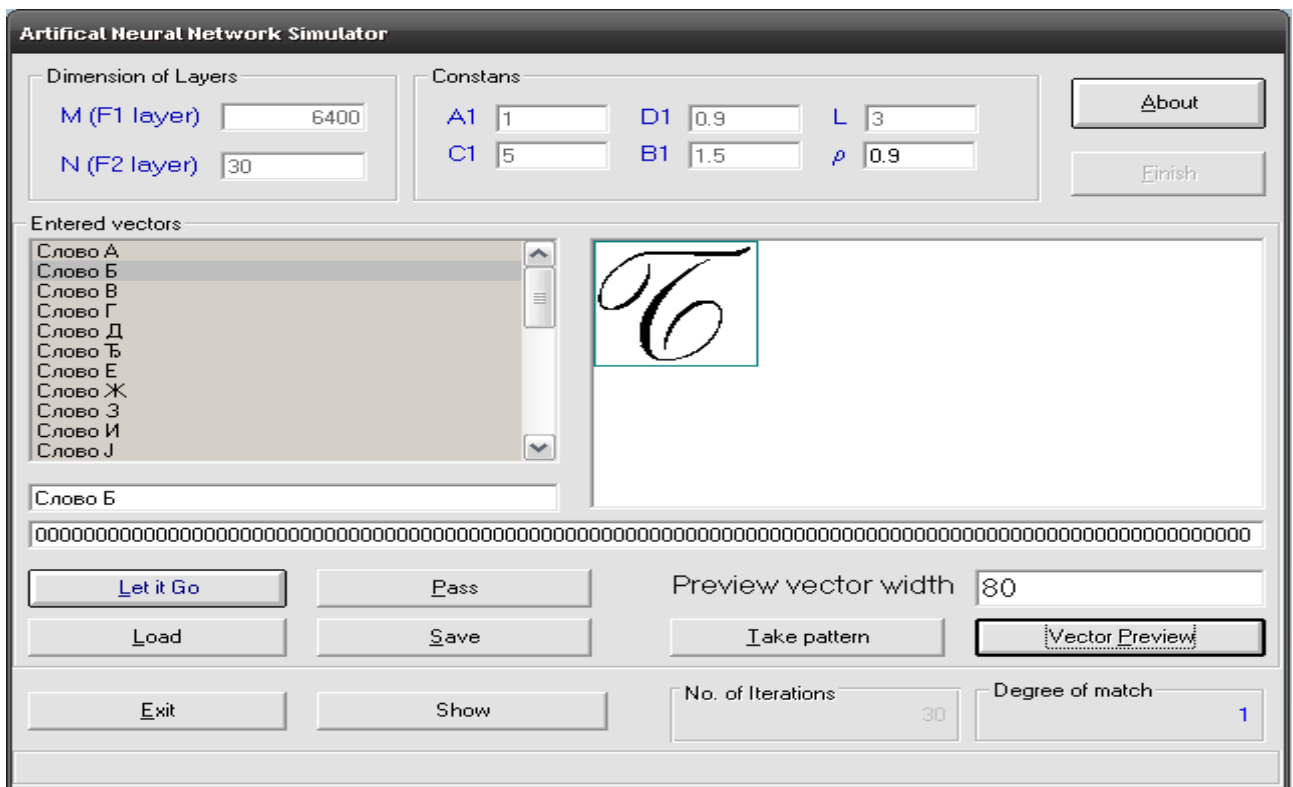 Artifical Neural Network Simulator
Dimension of Layers
M (F1 layer) 6400
N (F2 layer) 30
Constans
A1 1 D1 0.9 L 3
C1 5 B1 1.5 ρ 0.9
About
Finish
Entered vectors
Слово А
Слово Б
Слово В
Слово Г
Слово Д
Слово Ђ
Слово Е
Слово Ж
Слово З
Слово И
Слово Ј
Б
Слово Б
Let it Go Pass Preview vector width 80
Load Save Take pattern Vector Preview
Exit Show
No. of Iterations
30
Degree of match
1